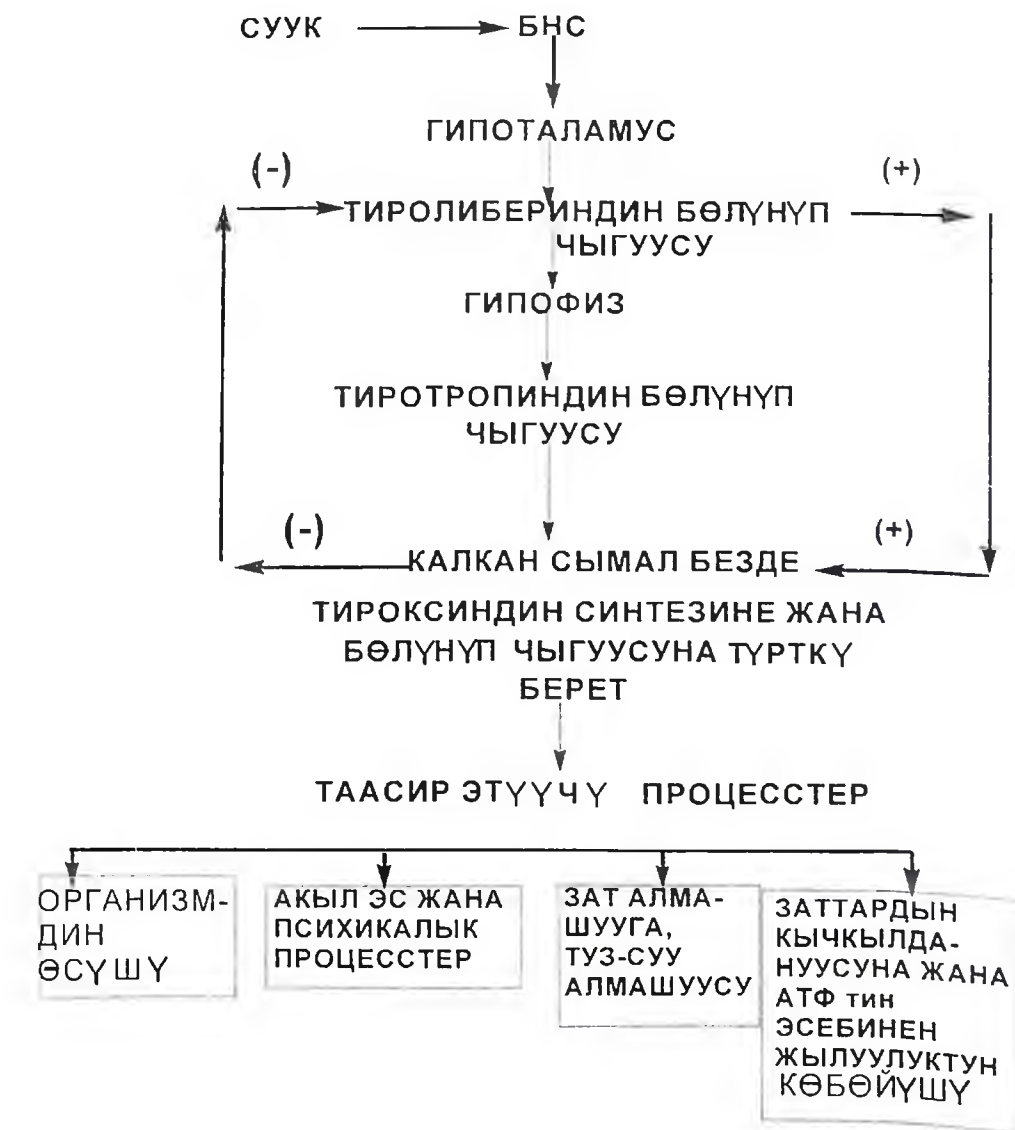 СУУК БНС
ГИПОТАЛАМУС
(-) (+)
ТИРОЛИБЕРИНДИН БӨЛҮНҮП
ЧЫГУУСУ
ГИПОФИЗ
ТИРОТРОПИНДИН БӨЛҮНҮП
ЧЫГУУСУ
(-) (+)
КАЛКАН СЫМАЛ БЕЗДЕ
ТИРОКСИНДИН СИНТЕЗИНЕ ЖАНА
БӨЛҮНҮП ЧЫГУУСУНА ТҮРТКҮ
БЕРЕТ
ТААСИР ЭТҮҮЧҮ ПРОЦЕССТЕР
ОРГАНИЗМ-
ДИН
ӨСҮШҮ
АКЫЛ ЭС ЖАНА
ПСИХИКАЛЫК
ПРОЦЕССТЕР
ЗАТ АЛМА-
ШУУГА,
ТУЗ-СУУ
АЛМАШУУСУ
ЗАТТАРДЫН
КЫЧКЫЛДА-
НУУСУНА ЖАНА
АТФ тин
ЭСЕБИНЕН
ЖЫЛУУЛУКТУН
КӨБӨЙҮШҮ